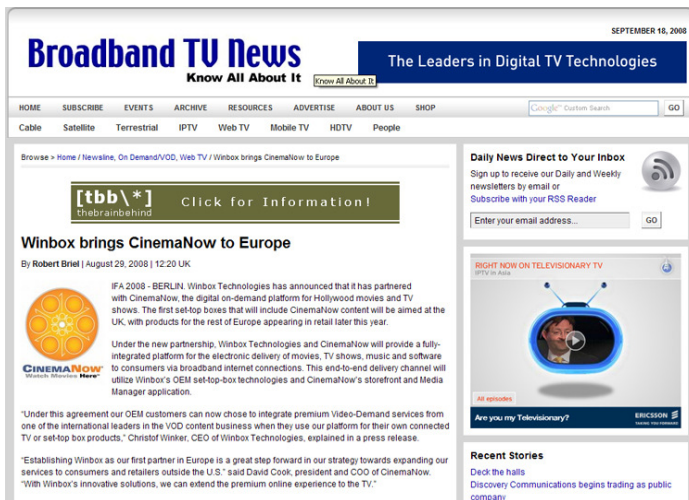 SEPTEMBER 18, 2008
Broadband TV News
Know All About It
Know All About It
The Leaders in Digital TV Technologies
HOME SUBSCRIBE EVENTS ARCHIVE RESOURCES ADVERTISE ABOUT US SHOP
Google™ Custom Search GO
Cable Satellite Terrestrial IPTV Web TV Mobile TV HDTV People
Browse > Home / Newsline, On Demand/VOD, Web TV / Winbox brings CinemaNow to Europe
[tbb\*]
thebrainbehind
Click for Information!
Winbox brings CinemaNow to Europe
By Robert Briel | August 29, 2008 | 12:20 UK
CINEMANOW
Watch Movies Here
IFA 2008 - BERLIN. Winbox Technologies has announced that it has partnered
with CinemaNow, the digital on-demand platform for Hollywood movies and TV
shows. The first set-top boxes that will include CinemaNow content will be aimed at the
UK, with products for the rest of Europe appearing in retail later this year.
Under the new partnership, Winbox Technologies and CinemaNow will provide a fully-
integrated platform for the electronic delivery of movies, TV shows, music and software
to consumers via broadband internet connections. This end-to-end delivery channel will
utilize Winbox's OEM set-top-box technologies and CinemaNow's storefront and Media
Manager application.
"Under this agreement our OEM customers can now chose to integrate premium Video-Demand services from
one of the international leaders in the VOD content business when they use our platform for their own connected
TV or set-top box products," Christof Winker, CEO of Winbox Technologies, explained in a press release.
"Establishing Winbox as our first partner in Europe is a great step forward in our strategy towards expanding our
services to consumers and retailers outside the U.S." said David Cook, president and COO of CinemaNow.
"With Winbox's innovative solutions, we can extend the premium online experience to the TV."
Daily News Direct to Your Inbox
Sign up to receive our Daily and Weekly
newsletters by email or
Subscribe with your RSS Reader
Enter your email address... GO
RIGHT NOW ON TELEVISIONARY TV
IPTV in Asia
All episodes
Are you my Televisionary?
ERICSSON
TAKING YOU FORWARD
Recent Stories
Deck the halls
Discovery Communications begins trading as public
company